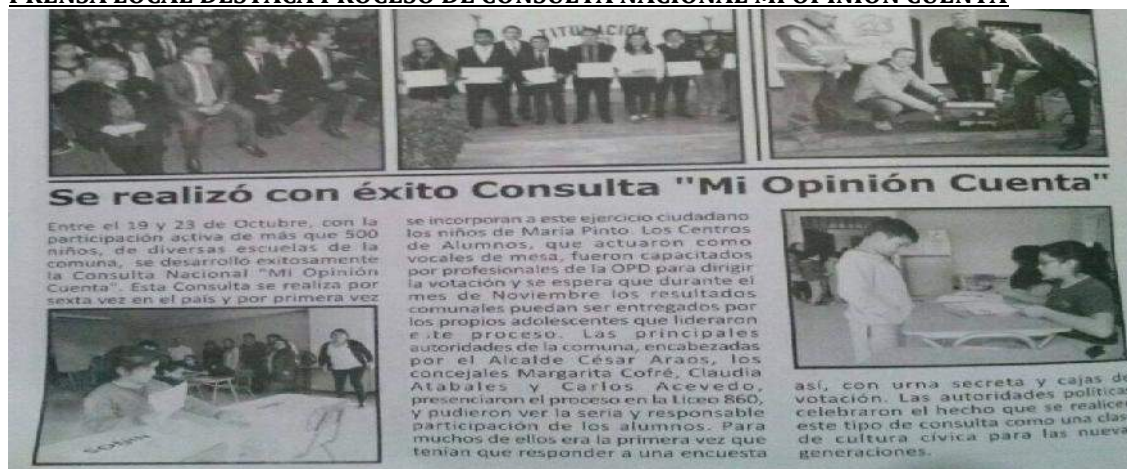 PRENSA LOCAL DESTACA PROCESO DE CONSULTA NACIONAL MI OPINION CUENTA
TITULACIÓN
Se realizó con éxito Consulta "Mi Opinión Cuenta"
Entre el 19 y 23 de Octubre, con la
participación activa de más que 500
niños, de diversas escuelas de la
comuna, se desarrollo exitosamente
la Consulta Nacional "Mi Opinión
Cuenta". Esta Consulta se realiza por
sexta vez en el país y por primera vez
se incorporan a este ejercicio ciudadano
los niños de María Pinto. Los Centros
de Alumnos, que actuaron como
vocales de mesa, fueron capacitados
por profesionales de la OPD para dirigir
la votación y se espera que durante el
mes de Noviembre los resultados
comunales puedan ser entregados por
los propios adolescentes que lideraron
este proceso. Las principales
autoridades de la comuna, encabezadas
por el Alcalde César Araos, los
concejales Margarita Cofré, Claudia
Atabales y Carlos Acevedo,
presenciaron el proceso en la Liceo 860,
y pudieron ver la seria y responsable
participación de los alumnos. Para
muchos de ellos era la primera vez que
tenían que responder a una encuesta
así, con urna secreta y cajas de
votación. Las autoridades políticas
celebraron el hecho que se realicen
este tipo de consulta como una clase
de cultura cívica para las nuevas
generaciones.